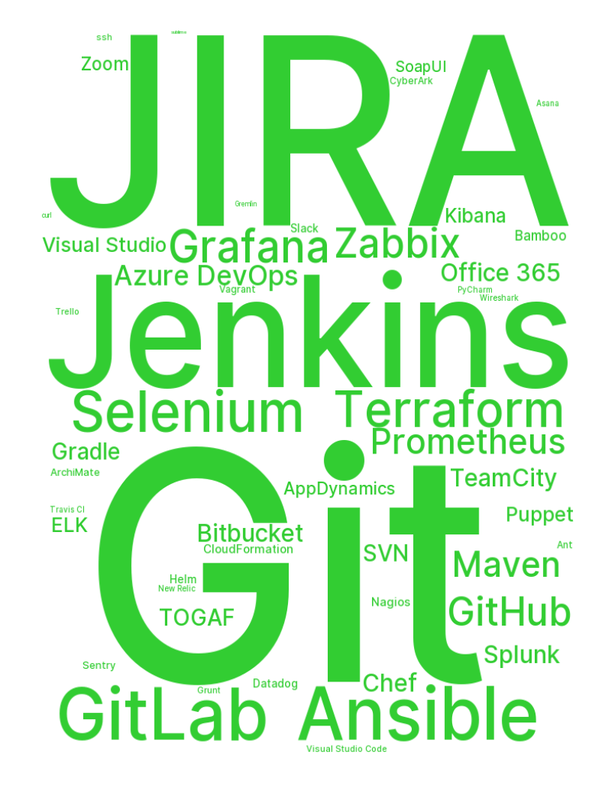 ssh
Zoom
JIRA
SoapUI
CyberArk
Asana
curl
Gremlin
Kibana
Slack
Bamboo
Visual Studio
Grafana
Zabbix
Azure DevOps
Office 365
Vagrant
PyCharm
Wireshark
Trello
Jenkins
Selenium
Terraform
Prometheus
Gradle
ArchiMate
TeamCity
AppDynamics
Git
Travis CI
ELK
Puppet
Bitbucket
CloudFormation
SVN
Ant
Maven
Helm
New Relic
Nagios
TOGAF
GitHub
Splunk
Sentry
Datadog
Chef
Grunt
GitLab
Ansible
Visual Studio Code